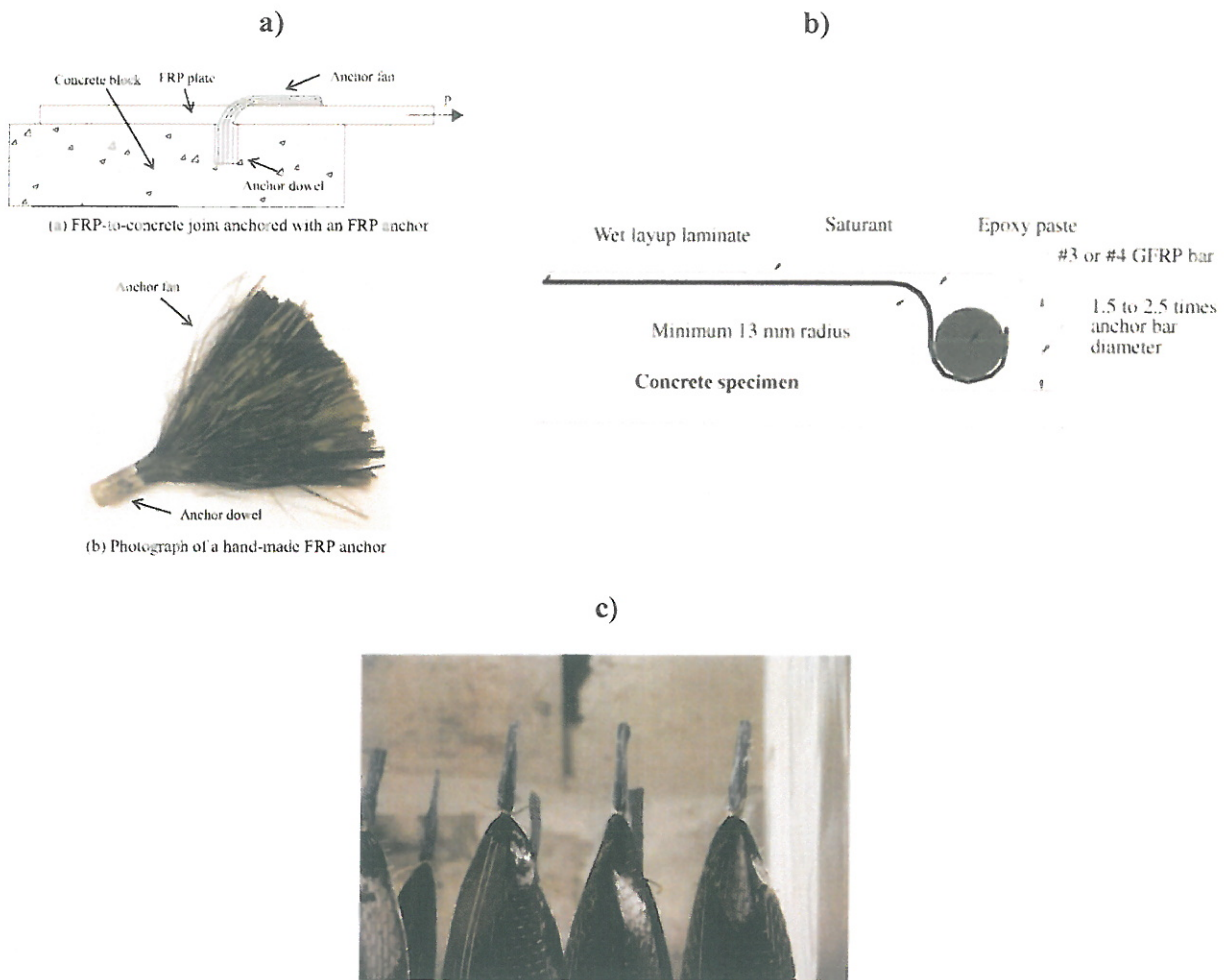 a)
Concrete block
FRP plate
Anchor fan
P
Anchor dowel
(a) FRP-to-concrete joint anchored with an FRP anchor
Anchor fan
Anchor dowel
(b) Photograph of a hand-made FRP anchor
b)
Wet layup laminate
Saturant
Epoxy paste
#3 or #4 GFRP bar
Minimum 13 mm radius
1.5 to 2.5 times
anchor bar
diameter
Concrete specimen
c)